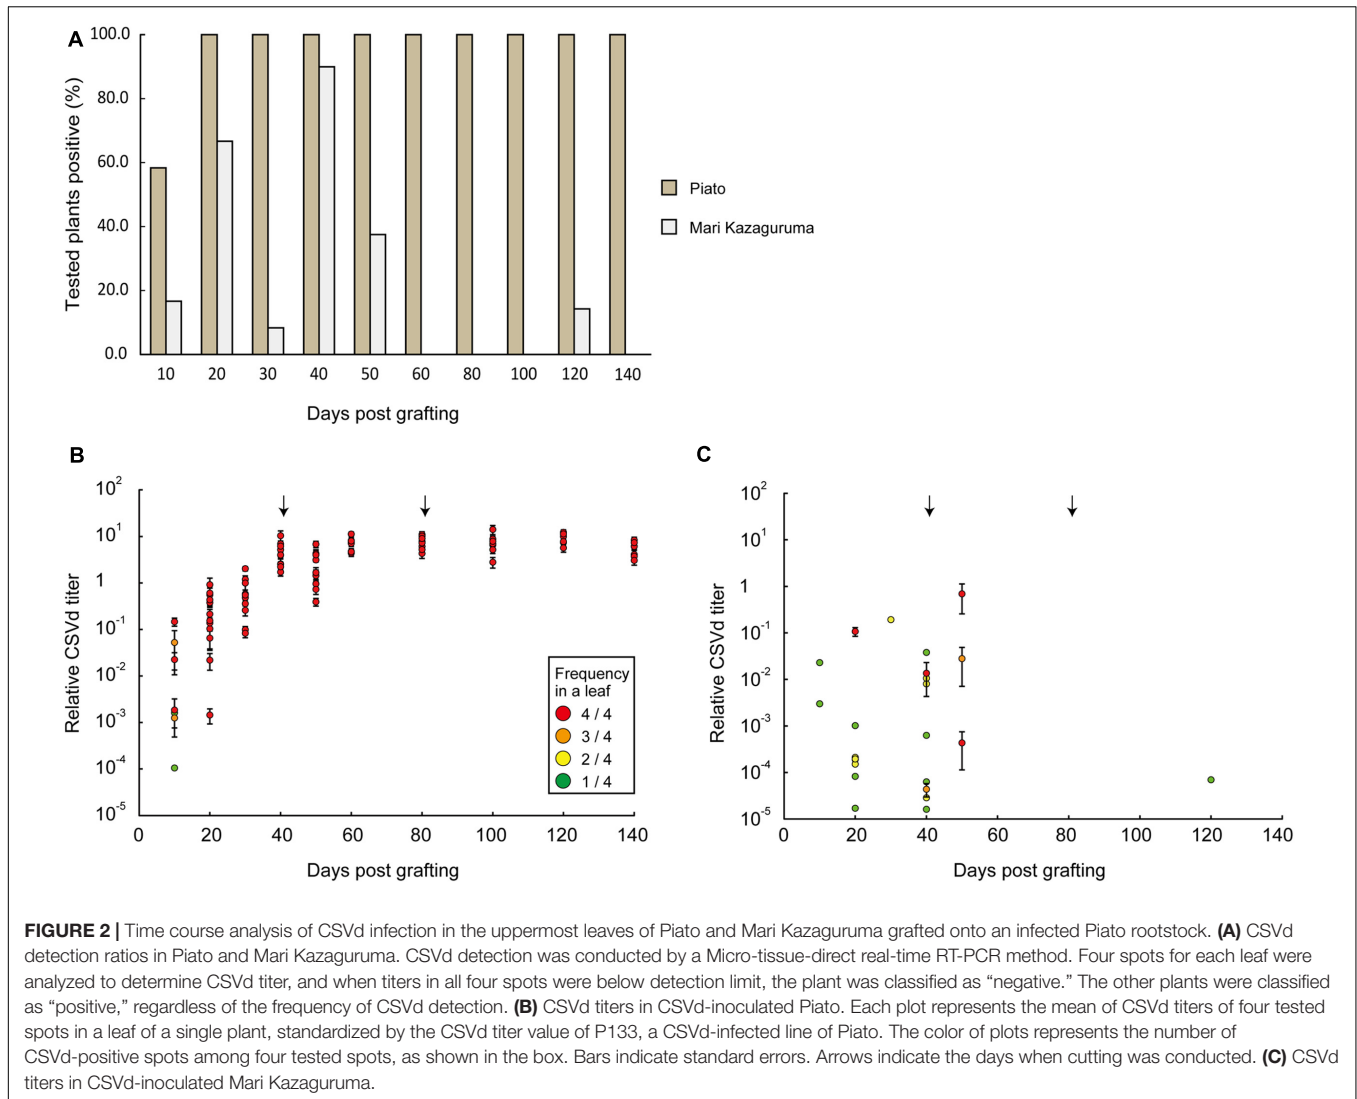 A
100.0
80.0
60.0
40.0
20.0
0.0
Tested plants positive (%)
10 20 30 40 50 60 80 100 120 140
Days post grafting
Piato
Mari Kazaguruma
B
10^2
10^1
1
10^-1
10^-2
10^-3
10^-4
10^-5
Relative CSVd titer
0 20 40 60 80 100 120 140
Days post grafting
Frequency
in a leaf
4 / 4
3 / 4
2 / 4
1 / 4
C
10^2
10^1
1
10^-1
10^-2
10^-3
10^-4
10^-5
Relative CSVd titer
0 20 40 60 80 100 120 140
Days post grafting
FIGURE 2 | Time course analysis of CSVd infection in the uppermost leaves of Piato and Mari Kazaguruma grafted onto an infected Piato rootstock. (A) CSVd
detection ratios in Piato and Mari Kazaguruma. CSVd detection was conducted by a Micro-tissue-direct real-time RT-PCR method. Four spots for each leaf were
analyzed to determine CSVd titer, and when titers in all four spots were below detection limit, the plant was classified as “negative.” The other plants were classified
as “positive,” regardless of the frequency of CSVd detection. (B) CSVd titers in CSVd-inoculated Piato. Each plot represents the mean of CSVd titers of four tested
spots in a leaf of a single plant, standardized by the CSVd titer value of P133, a CSVd-infected line of Piato. The color of plots represents the number of
CSVd-positive spots among four tested spots, as shown in the box. Bars indicate standard errors. Arrows indicate the days when cutting was conducted. (C) CSVd
titers in CSVd-inoculated Mari Kazaguruma.